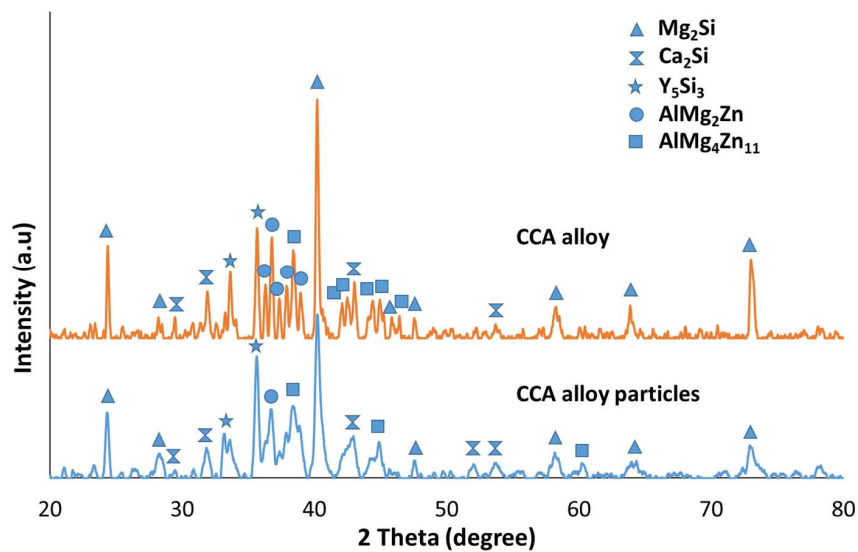 Mg₂Si
Ca₂Si
Y₅Si₃
AlMg₂Zn
AlMg₄Zn₁₁
CCA alloy
CCA alloy particles
Intensity (a.u)
20 30 40 50 60 70 80
2 Theta (degree)